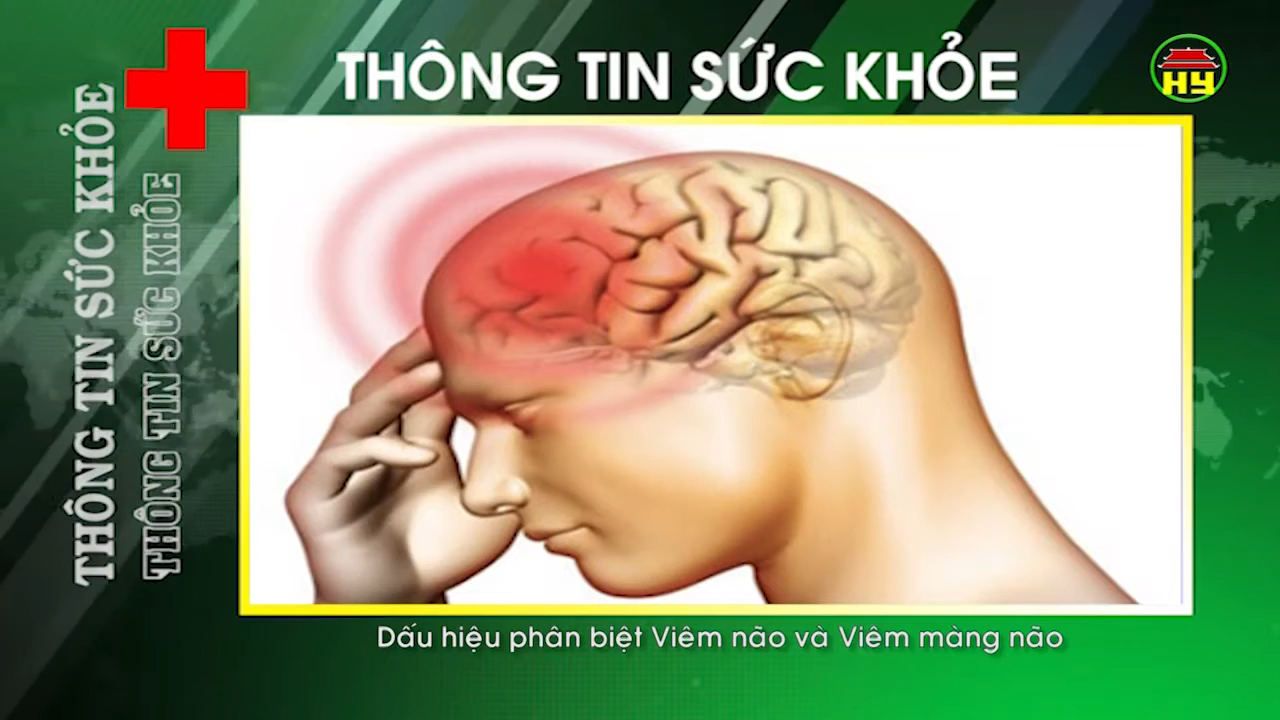 THÔNG TIN SỨC KHỎE
HY
THÔNG TIN SỨC KHỎE
THÔNG TIN SỨC KHỎE
Dấu hiệu phân biệt Viêm não và Viêm màng não